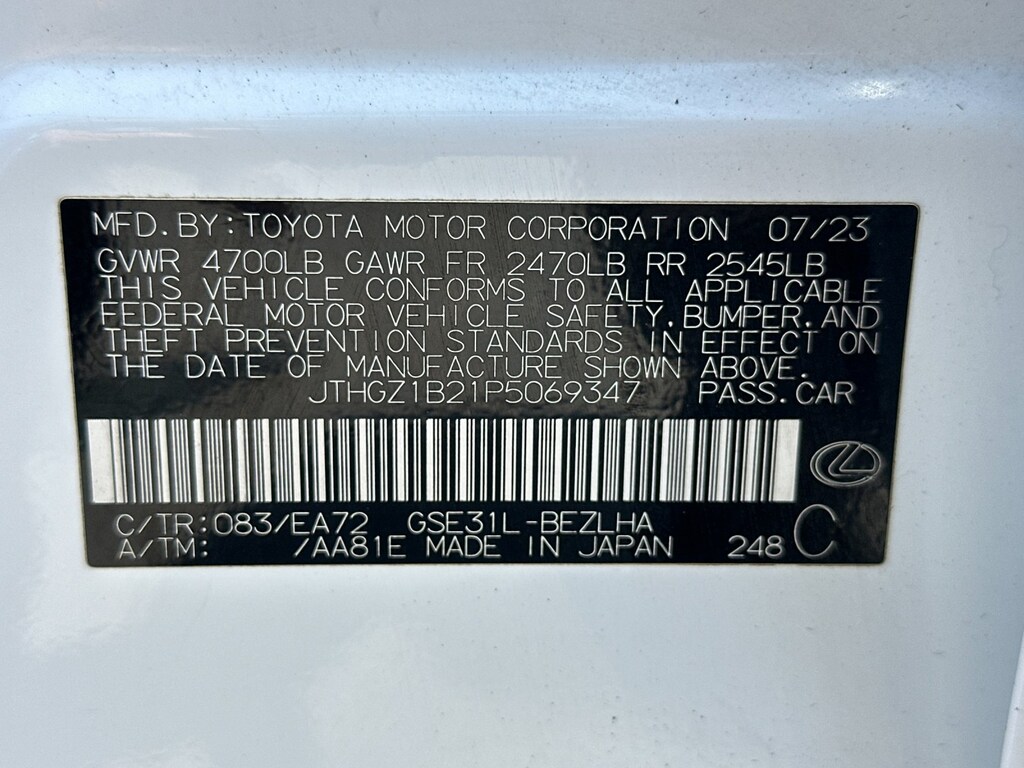 MFD.BY:TOYOTA MOTOR CORPORATION 07/23
GVWR 4700LB GAWR FR 2470LB RR 2545LB
THIS VEHICLE CONFORMS TO ALL APPLICABLE
FEDERAL MOTOR VEHICLE SAFETY,BUMPER,AND
THEFT PREVENTION STANDARDS IN EFFECT ON
THE DATE OF MANUFACTURE SHOWN ABOVE.
JTHGZ1B21P5069347 PASS.CAR
C/TR:083/EA72 GSE31L-BEZLHA
A/TM: /AA81E MADE IN JAPAN 248 C